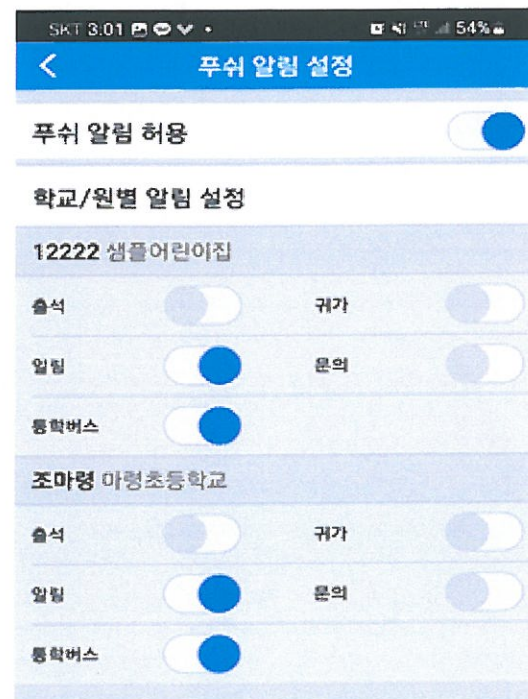 SKT 3:01 54%
푸쉬 알림 설정
푸쉬 알림 허용
학교/원별 알림 설정
12222 샘플어린이집
출석 귀가
알림 문의
통학버스
조마령 마령초등학교
출석 귀가
알림 문의
통학버스